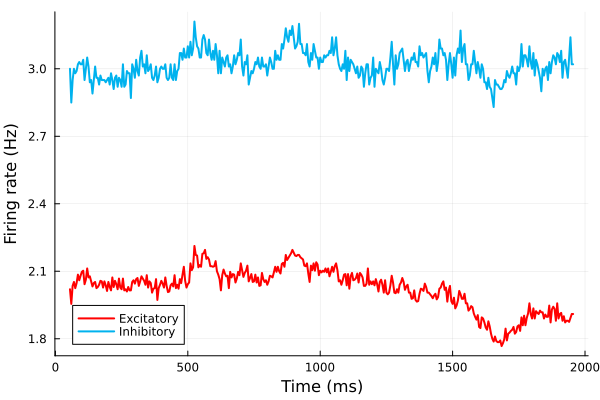 Firing rate (Hz)
3.0
2.7
2.4
2.1
1.8
Excitatory
Inhibitory
0
500
1000
1500
2000
Time (ms)